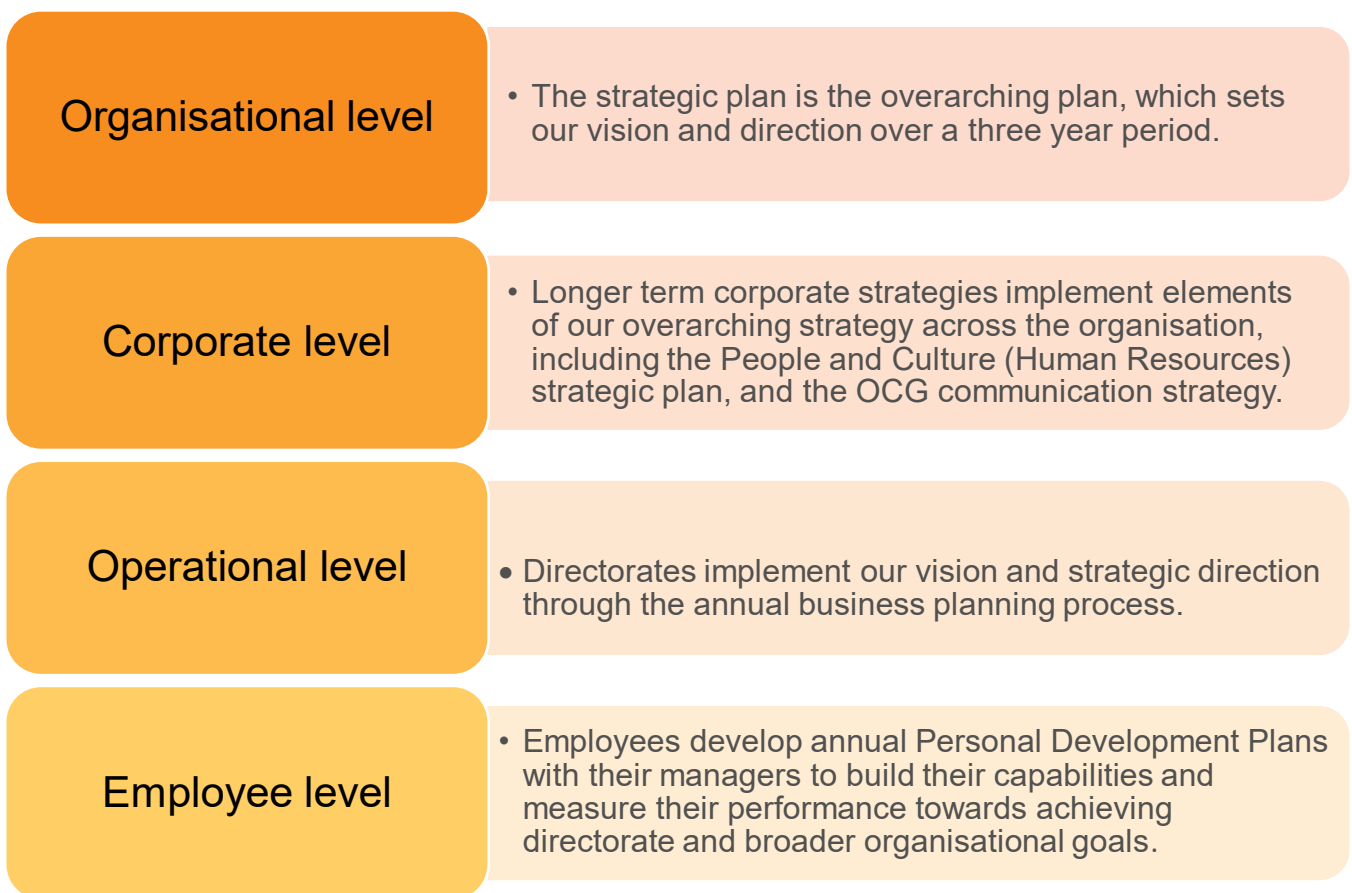 Organisational level
• The strategic plan is the overarching plan, which sets
our vision and direction over a three year period.
Corporate level
• Longer term corporate strategies implement elements
of our overarching strategy across the organisation,
including the People and Culture (Human Resources)
strategic plan, and the OCG communication strategy.
Operational level
• Directorates implement our vision and strategic direction
through the annual business planning process.
Employee level
• Employees develop annual Personal Development Plans
with their managers to build their capabilities and
measure their performance towards achieving
directorate and broader organisational goals.